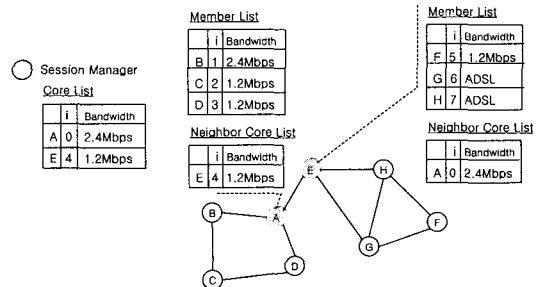 Session Manager
Core List
i Bandwidth
A 0 2.4Mbps
E 4 1.2Mbps
Member List
i Bandwidth
B 1 2.4Mbps
C 2 1.2Mbps
D 3 1.2Mbps
Neighbor Core List
i Bandwidth
E 4 1.2Mbps
Member List
i Bandwidth
F 5 1.2Mbps
G 6 ADSL
H 7 ADSL
Neighbor Core List
i Bandwidth
A 0 2.4Mbps
E
H
B
A
F
G
D
C